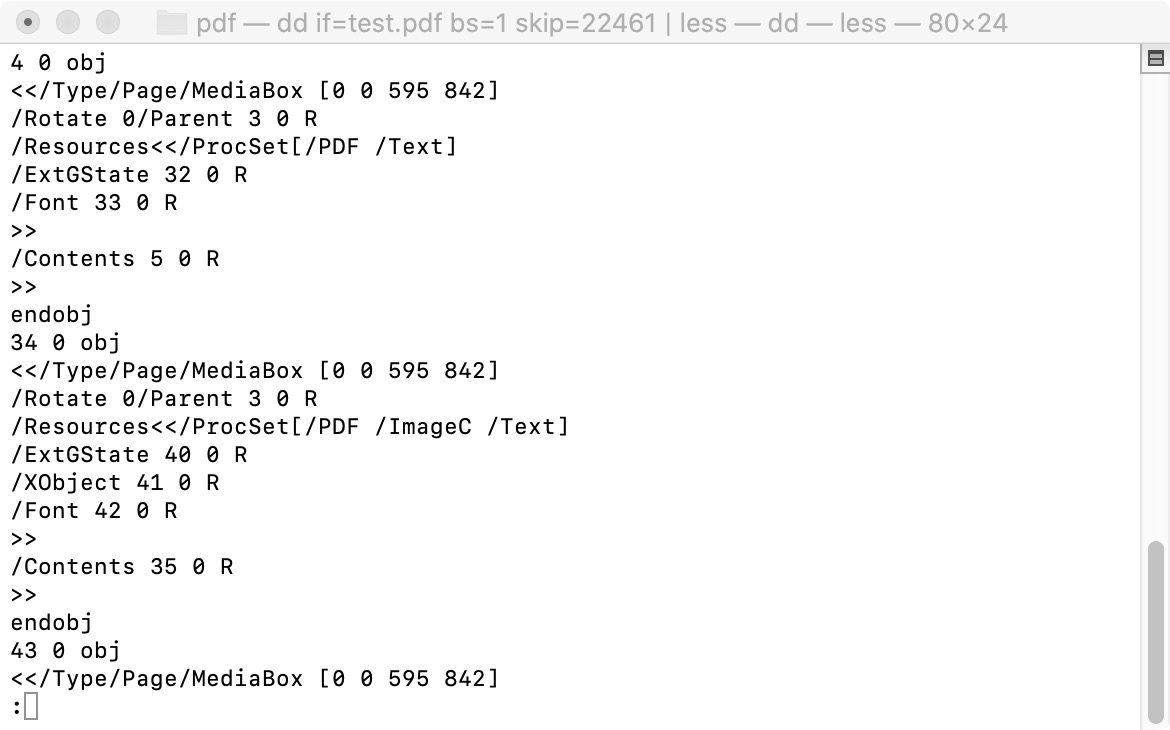 pdf — dd if=test.pdf bs=1 skip=22461 | less — dd — less — 80×24
4 0 obj
<</Type/Page/MediaBox [0 0 595 842]
/Rotate 0/Parent 3 0 R
/Resources<</ProcSet[/PDF /Text]
/ExtGState 32 0 R
/Font 33 0 R
>>
/Contents 5 0 R
>>
endobj
34 0 obj
<</Type/Page/MediaBox [0 0 595 842]
/Rotate 0/Parent 3 0 R
/Resources<</ProcSet[/PDF /ImageC /Text]
/ExtGState 40 0 R
/XObject 41 0 R
/Font 42 0 R
>>
/Contents 35 0 R
>>
endobj
43 0 obj
<</Type/Page/MediaBox [0 0 595 842]
: